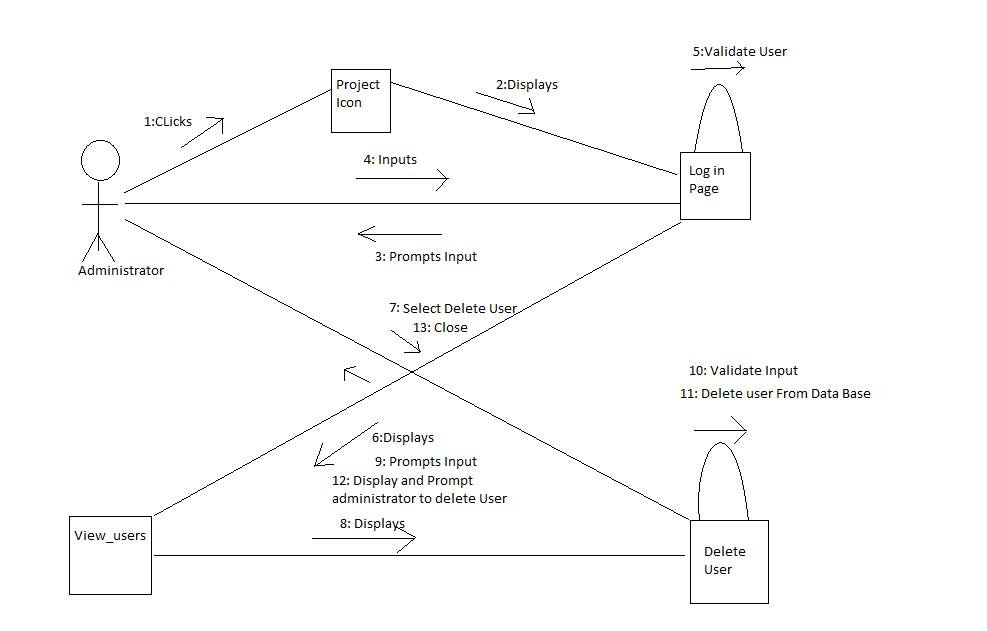 5:Validate User
Project
Icon
2:Displays
1:CLicks
4: Inputs
Log in
Page
Administrator
3: Prompts Input
7: Select Delete User
13: Close
10: Validate Input
11: Delete user From Data Base
6:Displays
9: Prompts Input
12: Display and Prompt
administrator to delete User
8: Displays
View_users
Delete
User